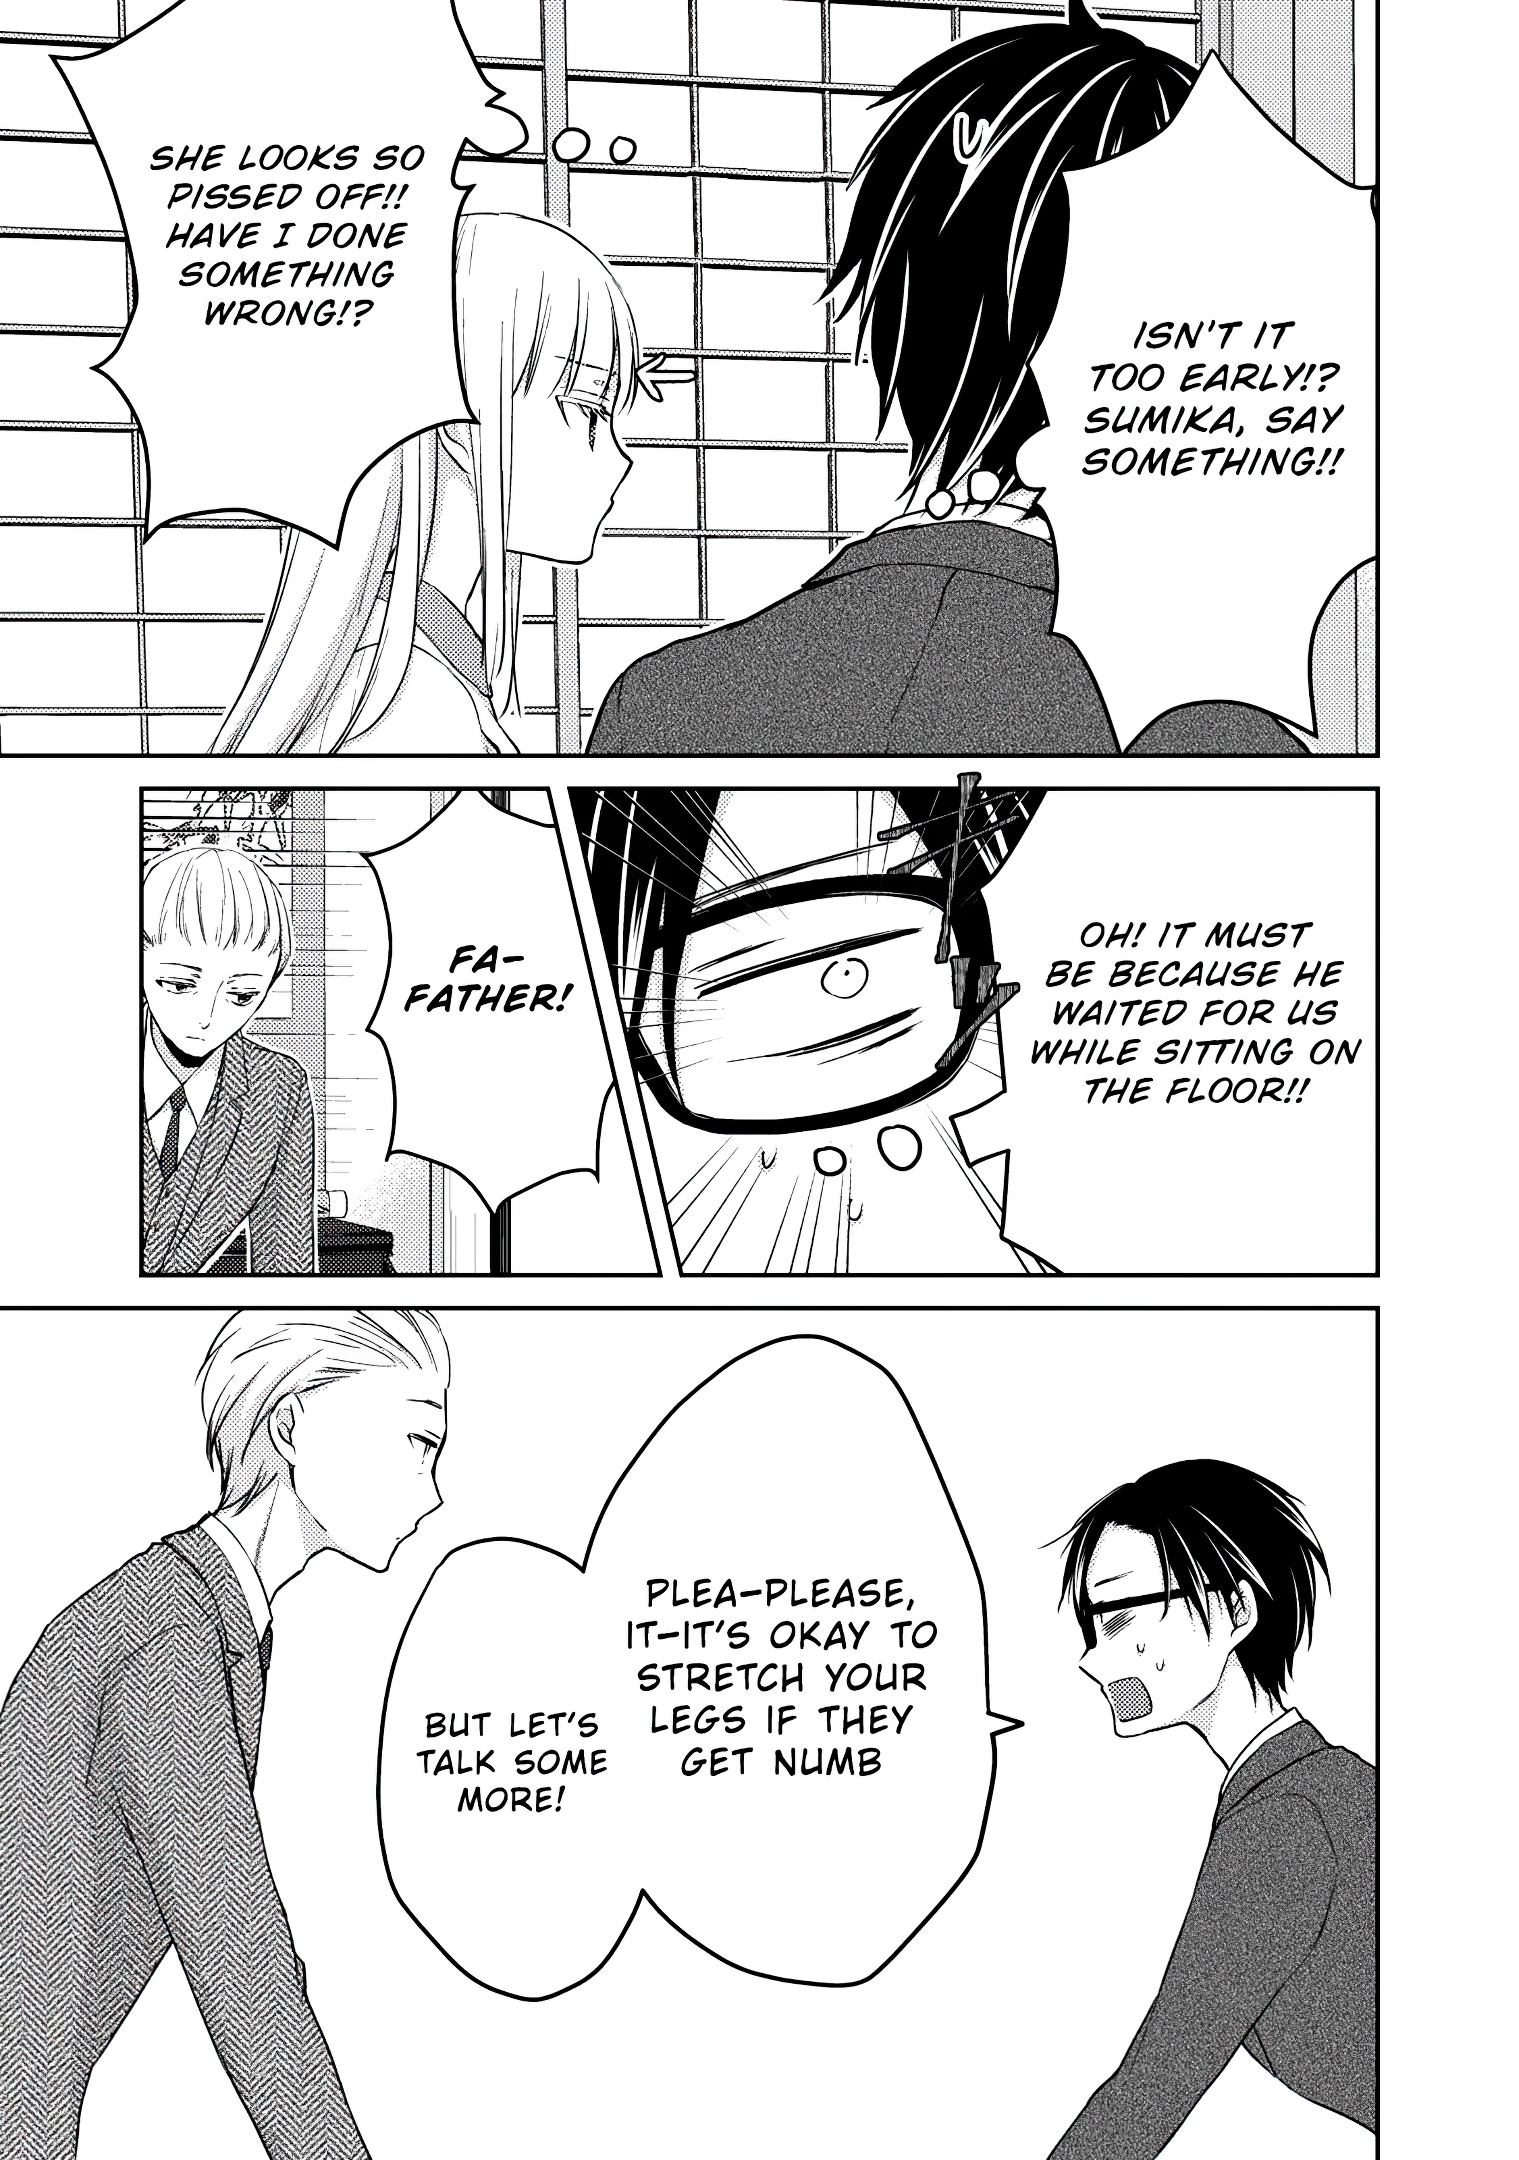 ISN'T IT
TOO EARLY!?
SUMIKA, SAY
SOMETHING!!
SHE LOOKS SO
PISSED OFF!!
HAVE I DONE
SOMETHING
WRONG!?
OH! IT MUST
BE BECAUSE HE
WAITED FOR US
WHILE SITTING ON
THE FLOOR!!
FA-
FATHER!
PLEA-PLEASE,
IT-IT'S OKAY TO
STRETCH YOUR
LEGS IF THEY
GET NUMB
BUT LET'S
TALK SOME
MORE!